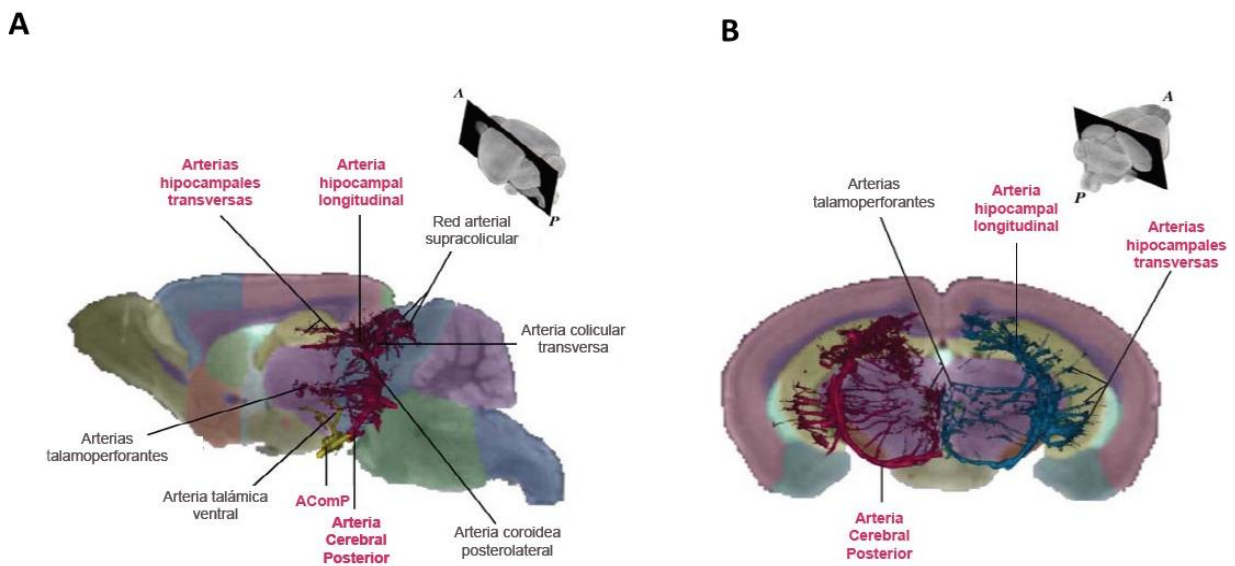 A
B
A
P
Arterias
hipocampales
transversas
Arteria
hipocampal
longitudinal
Red arterial
supracolicular
Arteria colicular
transversa
Arterias
talamoperforantes
Arteria talámica
ventral
AComP
Arteria
Cerebral
Posterior
Arteria coroidea
posterolateral
A
P
Arterias
talamoperforantes
Arteria
hipocampal
longitudinal
Arterias
hipocampales
transversas
Arteria
Cerebral
Posterior